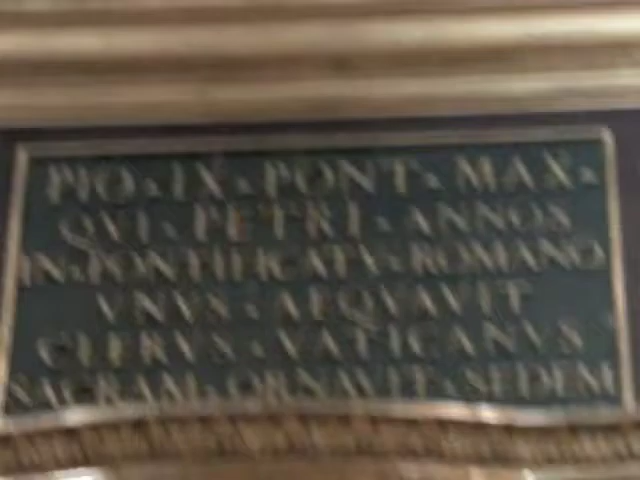 PIO · IX · PONT · MAX ·
QVI · PETRI · ANNOS
IN · PONTIFICATV · ROMANO
VNVS · AEQVAVIT
CLERVS · VATICANVS
SACRAM · ORNAVIT · SEDEM